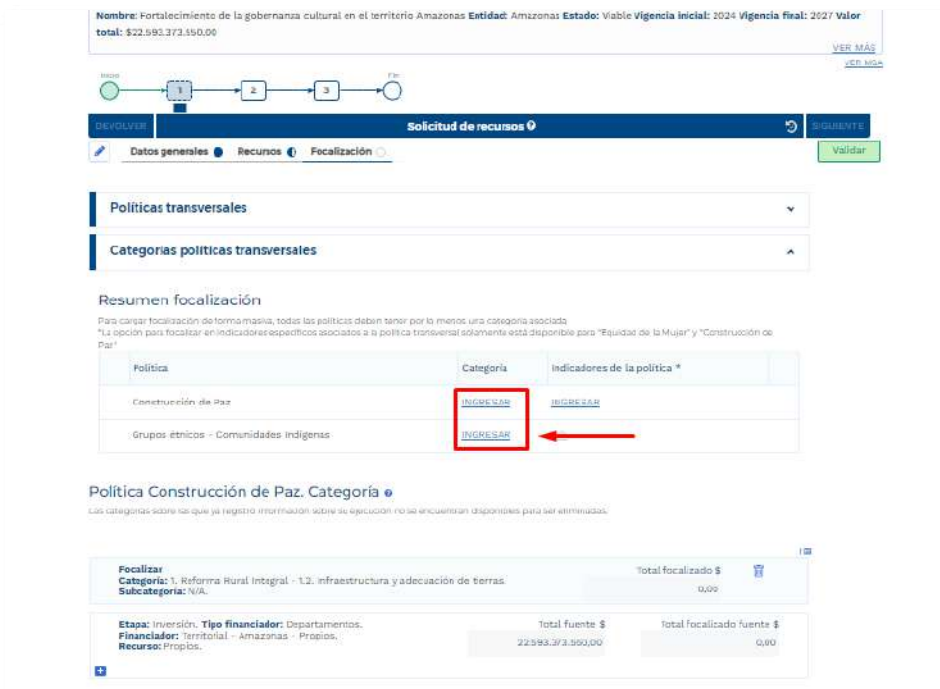 Nombre: Fortalecimiento de la gobernanza cultural en el territorio Amazonas Entidad: Amazonas Estado: Viable Vigencia inicial: 2024 Vigencia final: 2027 Valor
total: $22.593.373.550,00
VER MÁS
VER MGA
Inicio
Fin
1
2
3
DEVOLVER
Solicitud de recursos
SIGUIENTE
Datos generales
Recursos
Focalización
Validar
Políticas transversales
Categorías políticas transversales
Resumen focalización
Para cargar focalización de forma masiva, todas las políticas deben tener por lo menos una categoría asociada
*La opción para focalizar en indicadores específicos asociados a la política transversal solamente está disponible para "Equidad de la Mujer" y "Construcción de
Paz"
Política
Categoría
Indicadores de la política *
Construcción de Paz
INGRESAR
INGRESAR
Grupos étnicos - Comunidades Indígenas
INGRESAR
Política Construcción de Paz. Categoría
Las categorías sobre las que ya registró información sobre su ejecución no se encuentran disponibles para ser eliminadas.
Focalizar
Categoría: 1. Reforma Rural Integral - 1.2. Infraestructura y adecuación de tierras.
Subcategoría: N/A.
Total focalizado $
0,00
Etapa: Inversión. Tipo financiador: Departamentos.
Financiador: Territorial - Amazonas - Propios.
Recurso: Propios.
Total fuente $
22.593.373.550,00
Total focalizado fuente $
0,00